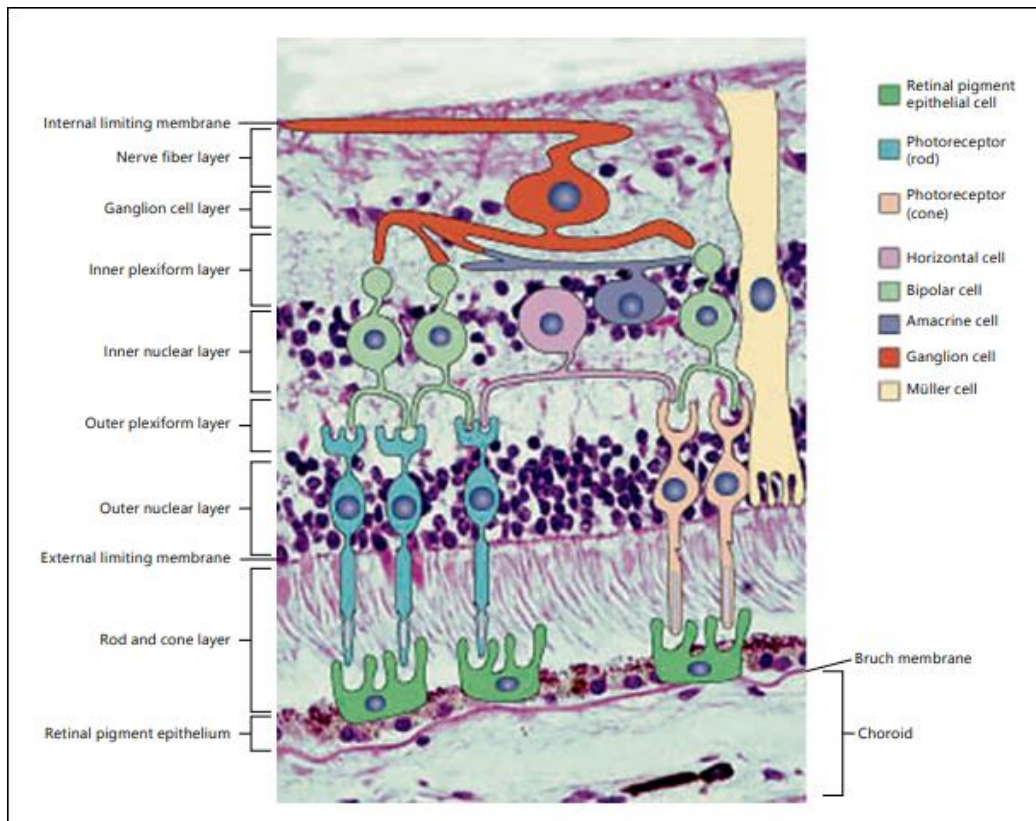 Internal limiting membrane
Nerve fiber layer
Ganglion cell layer
Inner plexiform layer
Inner nuclear layer
Outer plexiform layer
Outer nuclear layer
External limiting membrane
Rod and cone layer
Retinal pigment epithelium
Retinal pigment
epithelial cell
Photoreceptor
(rod)
Photoreceptor
(cone)
Horizontal cell
Bipolar cell
Amacrine cell
Ganglion cell
Müller cell
Bruch membrane
Choroid